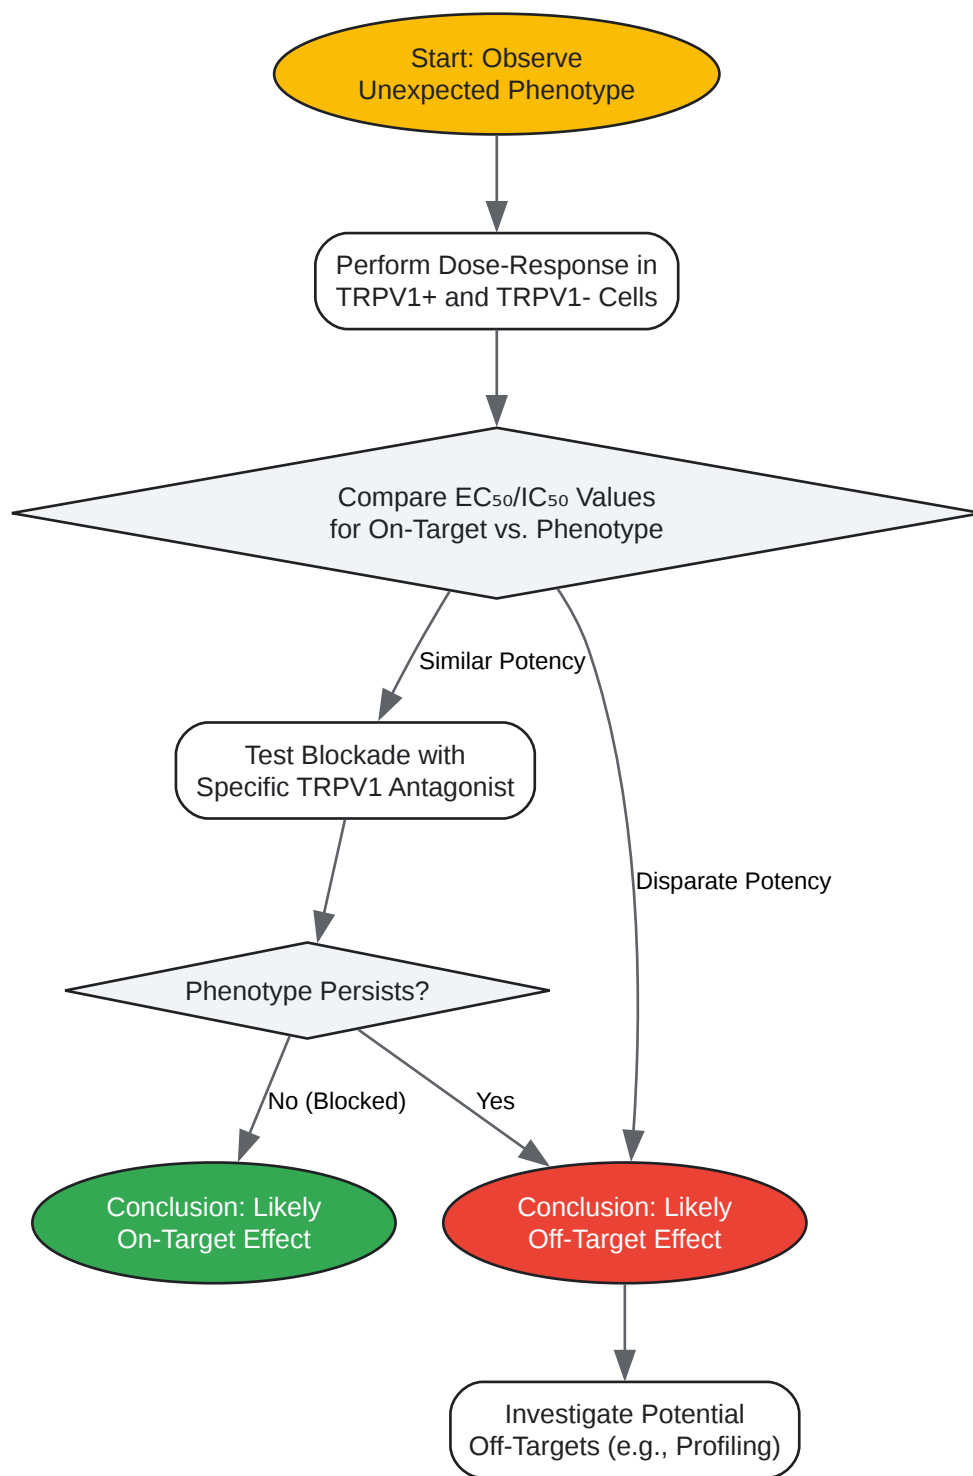 Start: Observe
Unexpected Phenotype
Perform Dose-Response in
TRPV1+ and TRPV1- Cells
Compare EC₅₀/IC₅₀ Values
for On-Target vs. Phenotype
Similar Potency
Test Blockade with
Specific TRPV1 Antagonist
Disparate Potency
Phenotype Persists?
No (Blocked)
Yes
Conclusion: Likely
On-Target Effect
Conclusion: Likely
Off-Target Effect
Investigate Potential
Off-Targets (e.g., Profiling)